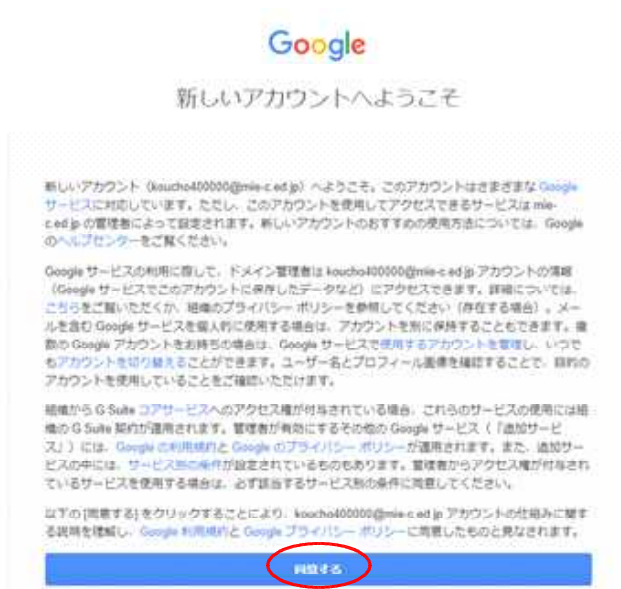 Google
新しいアカウントへようこそ
新しいアカウント（koucho400000@mie-c.ed.jp）へようこそ。このアカウントはさまざまな Google
サービスに対応しています。ただし、このアカウントを使用してアクセスできるサービスは mie-
c.ed.jp の管理者によって設定されます。新しいアカウントのおすすめの使用方法については、Google
のヘルプセンターをご覧ください。
Google サービスの利用に際して、ドメイン管理者は koucho400000@mie-c.ed.jp アカウントの情報
（Google サービスでこのアカウントに保存したデータなど）にアクセスできます。詳細については、
こちらをご覧いただくか、組織のプライバシー ポリシーを参照してください（存在する場合）。メー
ルを含む Google サービスを個人的に使用する場合は、アカウントを別に保持することもできます。複
数の Google アカウントをお持ちの場合は、Google サービスで使用するアカウントを管理し、いつで
もアカウントを切り替えることができます。ユーザー名とプロフィール画像を確認することで、目的の
アカウントを使用していることをご確認いただけます。
組織から G Suite コアサービスへのアクセス権が付与されている場合、これらのサービスの使用には組
織の G Suite 契約が適用されます。管理者が有効にするその他の Google サービス（「追加サービ
ス」）には、Google の利用規約と Google のプライバシー ポリシーが適用されます。また、追加サー
ビスの中には、サービス別の条件が設定されているものもあります。管理者からアクセス権が付与され
ているサービスを使用する場合は、必ず該当するサービス別の条件に同意してください。
以下の [同意する] をクリックすることにより、koucho400000@mie-c.ed.jp アカウントの仕組みに関す
る説明を理解し、Google 利用規約と Google プライバシー ポリシーに同意したものと見なされます。
同意する